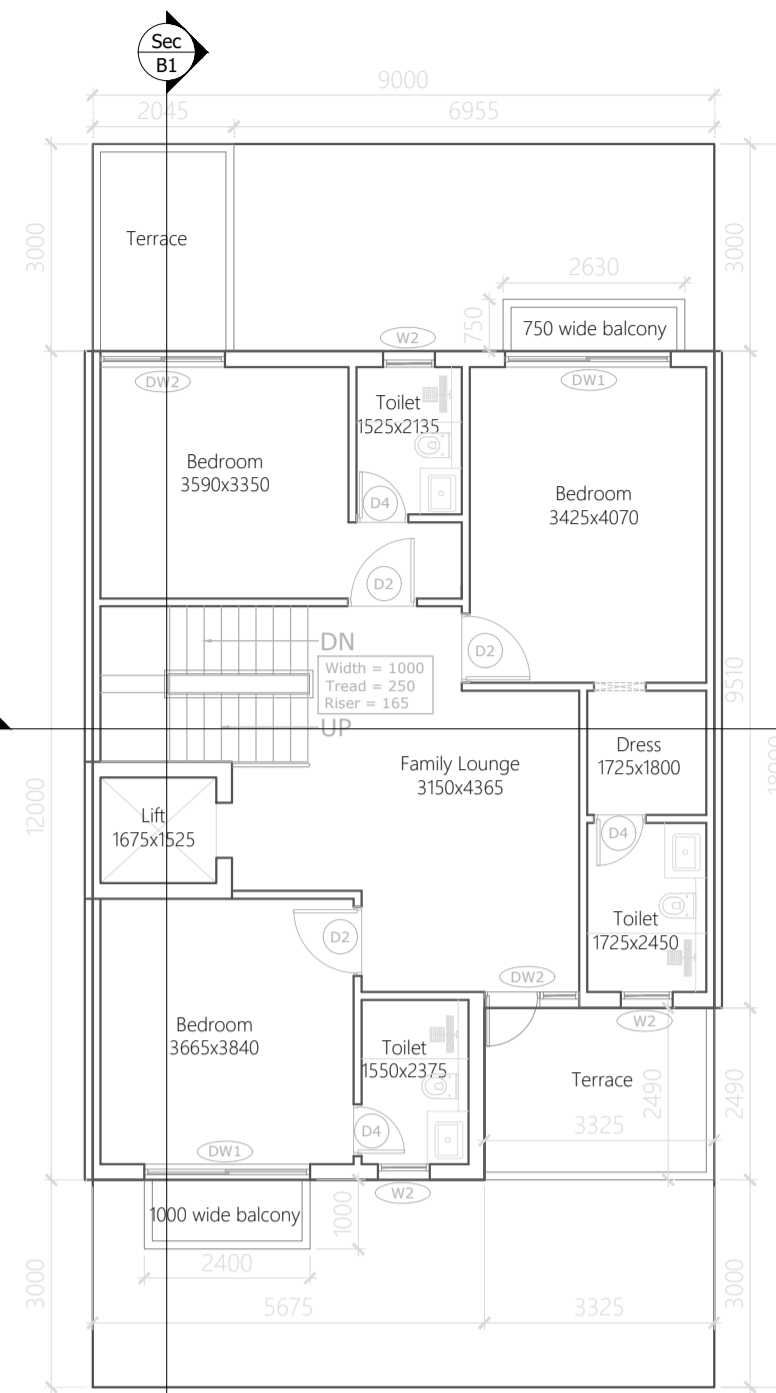 Sec
B1
9000
2045
6955
3000
Terrace
3000
2630
750
750 wide balcony
W2
DW2
DW1
Toilet
1525x2135
Bedroom
3590x3350
Bedroom
3425x4070
D4
D2
D2
DN
Width = 1000
Tread = 250
Riser = 165
UP
9510
Family Lounge
3150x4365
Dress
1725x1800
12000
18000
Lift
1675x1525
D4
Toilet
1725x2450
D2
DW2
W2
Bedroom
3665x3840
Toilet
1550x2375
Terrace
2490
2490
3325
D4
DW1
W2
1000 wide balcony
1000
2400
3000
5675
3325
3000